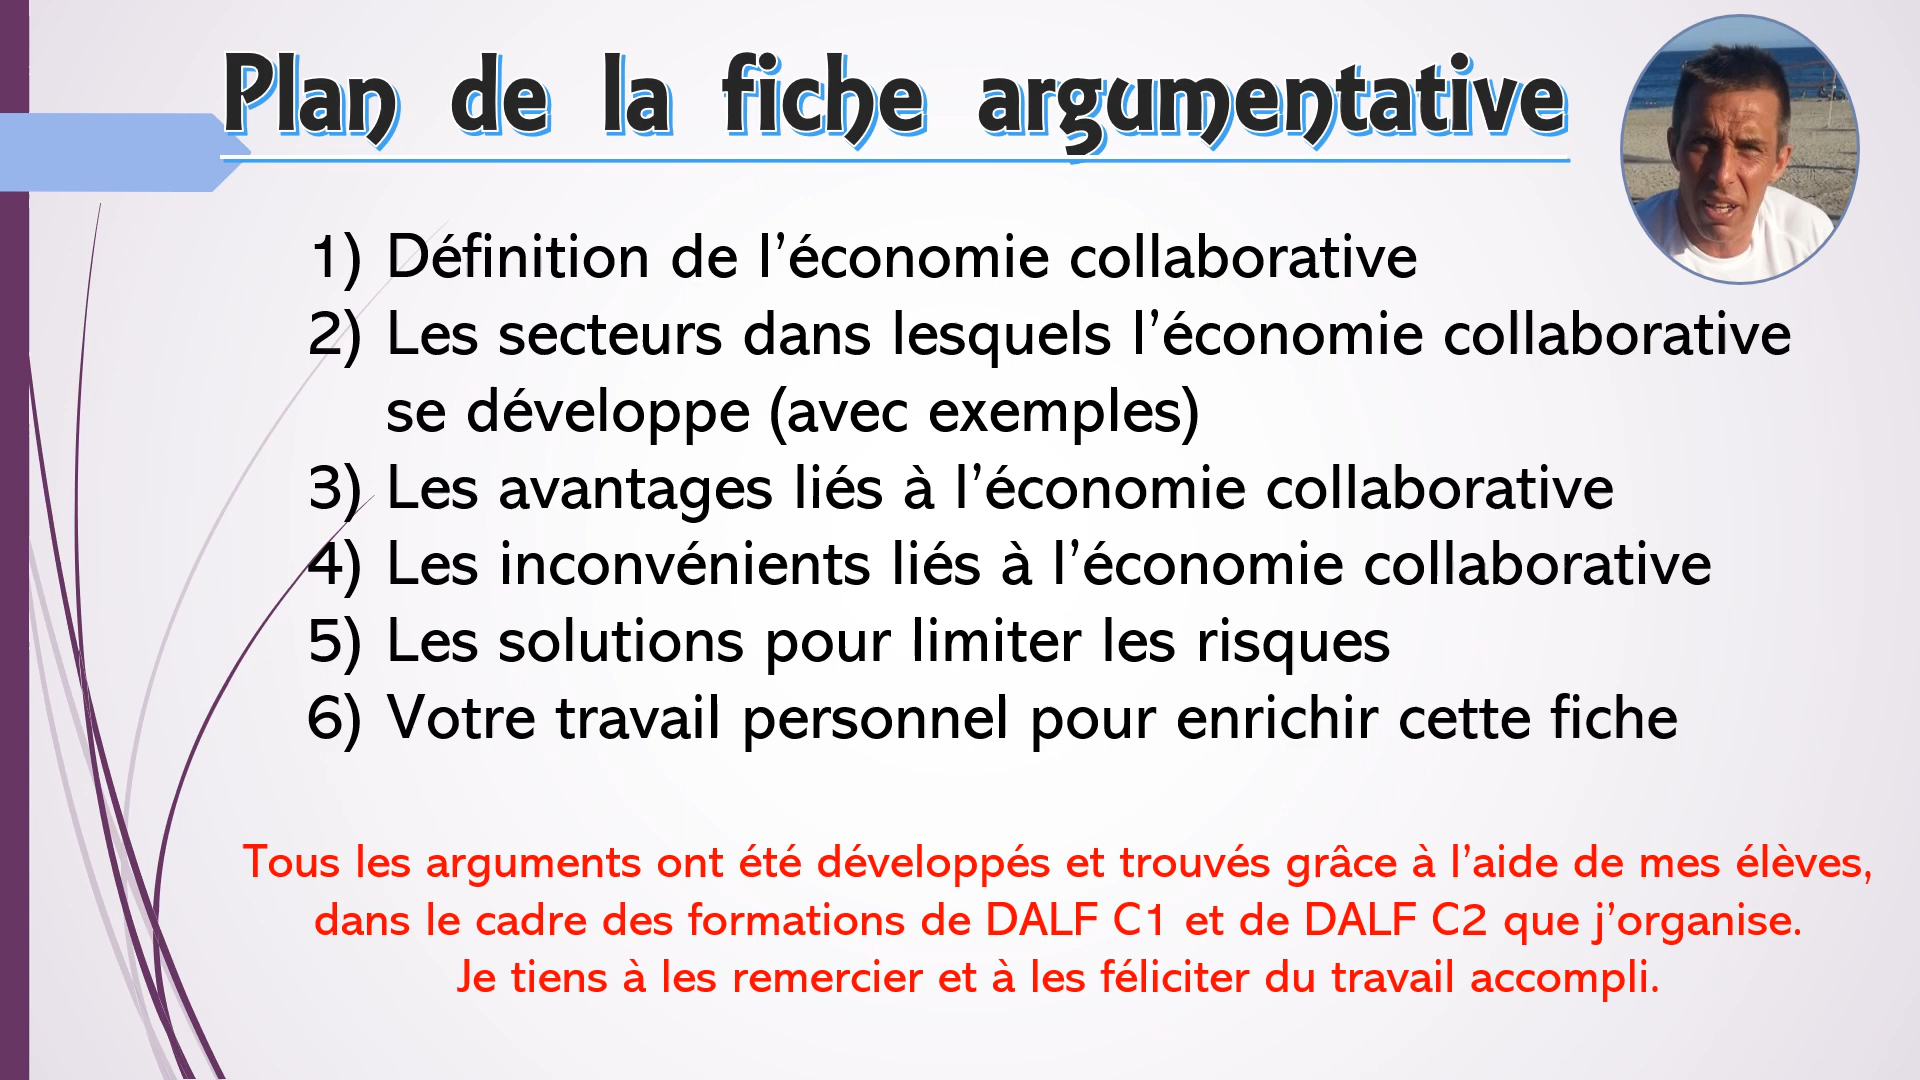 Plan de la fiche argumentative
1) Définition de l’économie collaborative
2) Les secteurs dans lesquels l’économie collaborative
se développe (avec exemples)
3) Les avantages liés à l’économie collaborative
4) Les inconvénients liés à l’économie collaborative
5) Les solutions pour limiter les risques
6) Votre travail personnel pour enrichir cette fiche
Tous les arguments ont été développés et trouvés grâce à l’aide de mes élèves,
dans le cadre des formations de DALF C1 et de DALF C2 que j’organise.
Je tiens à les remercier et à les féliciter du travail accompli.